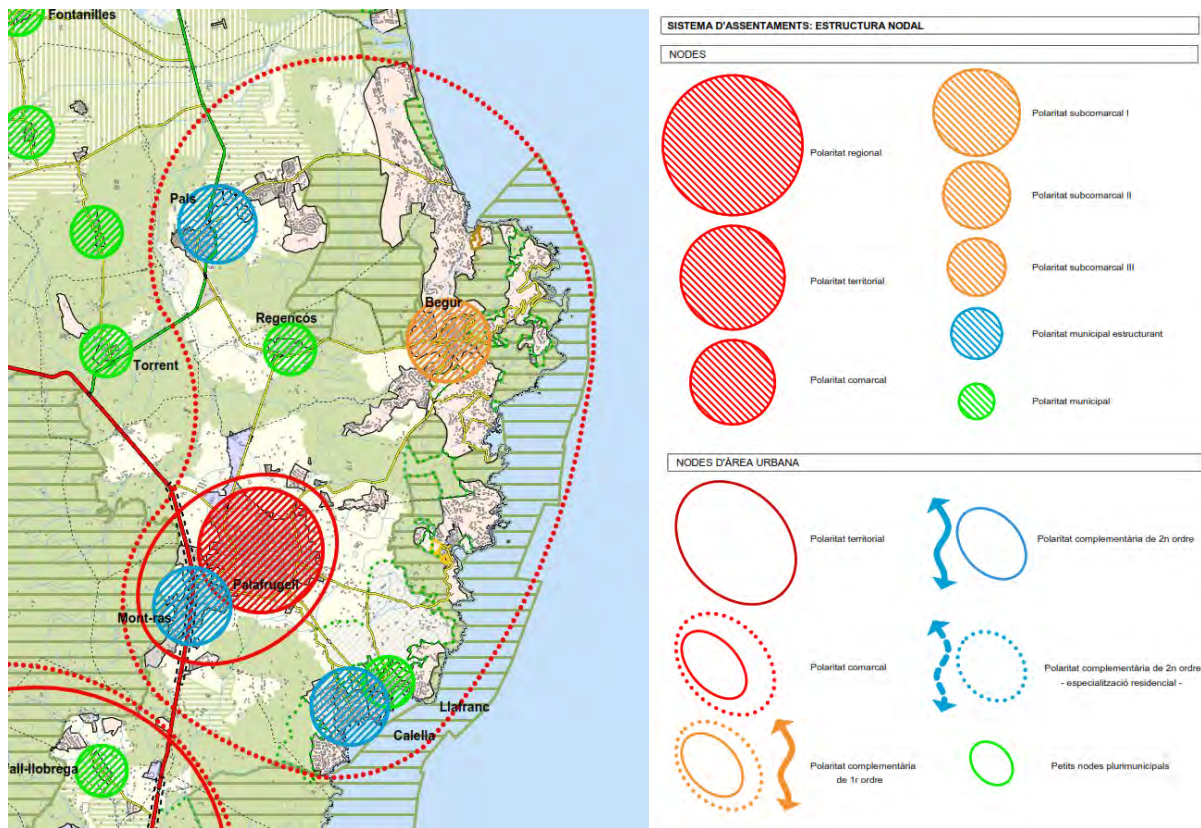 Fontanilles
Pals
Begur
Regencós
Torrent
Palafrugell
Mont-ras
Llafranc
Calella
all-llobrega
SISTEMA D'ASSENTAMENTS: ESTRUCTURA NODAL
NODES
Polaritat regional
Polaritat territorial
Polaritat comarcal
Polaritat subcomarcal I
Polaritat subcomarcal II
Polaritat subcomarcal III
Polaritat municipal estructurant
Polaritat municipal
NODES D'ÀREA URBANA
Polaritat territorial
Polaritat comarcal
Polaritat complementària
de 1r ordre
Polaritat complementària de 2n ordre
Polaritat complementària de 2n ordre
- especialització residencial -
Petits nodes plurimunicipals